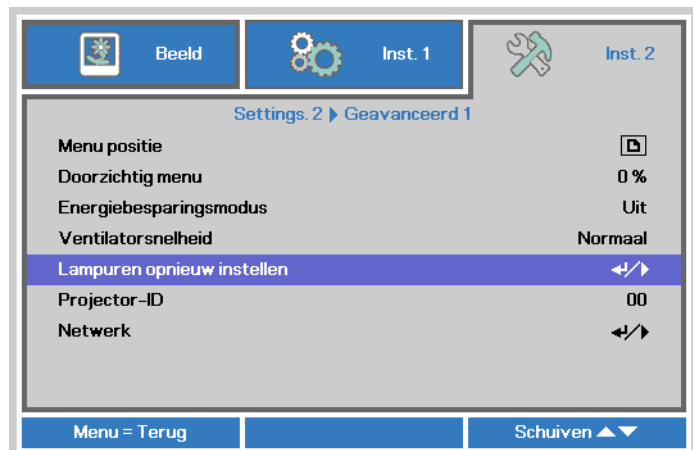 Beeld Inst. 1 Inst. 2
Settings. 2 Geavanceerd 1
Menu positie
Doorzichtig menu 0 %
Energiebesparingsmodus Uit
Ventilatorsnelheid Normaal
Lampuren opnieuw instellen
Projector-ID 00
Netwerk
Menu = Terug Schuiven